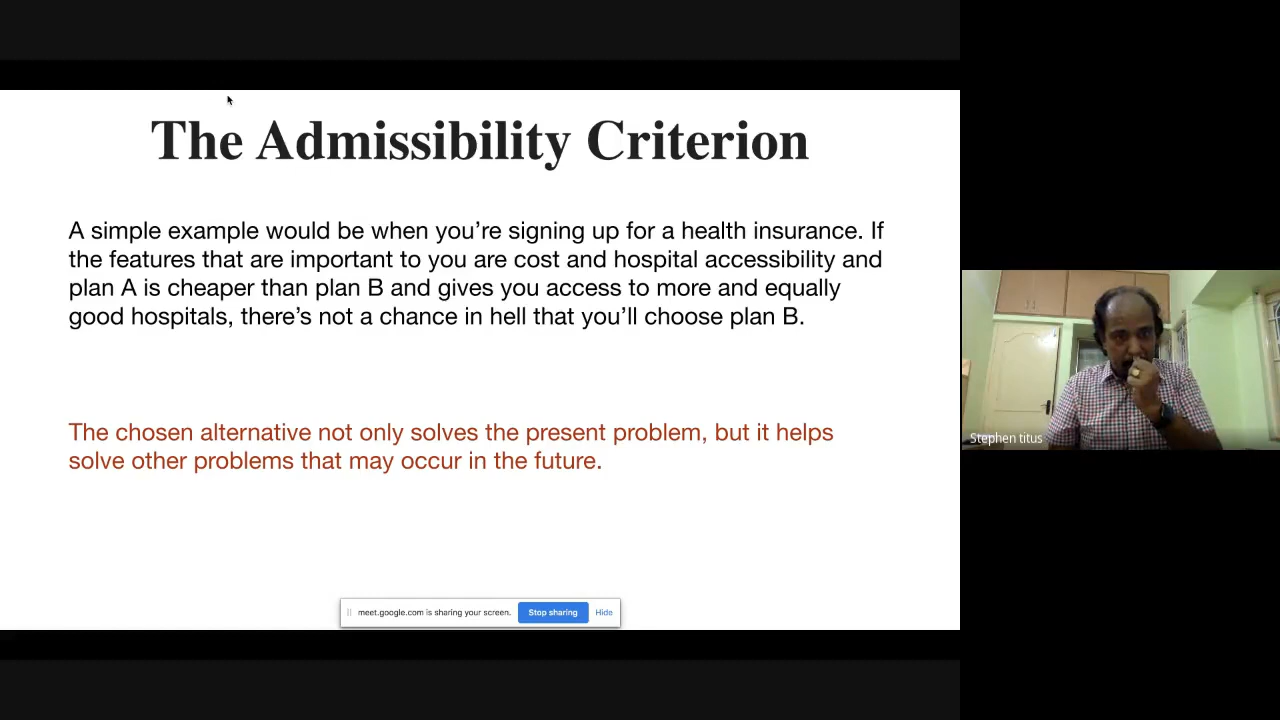 The Admissibility Criterion
A simple example would be when you’re signing up for a health insurance. If
the features that are important to you are cost and hospital accessibility and
plan A is cheaper than plan B and gives you access to more and equally
good hospitals, there’s not a chance in hell that you’ll choose plan B.
The chosen alternative not only solves the present problem, but it helps
solve other problems that may occur in the future.
Stephen titus
meet.google.com is sharing your screen. Stop sharing Hide